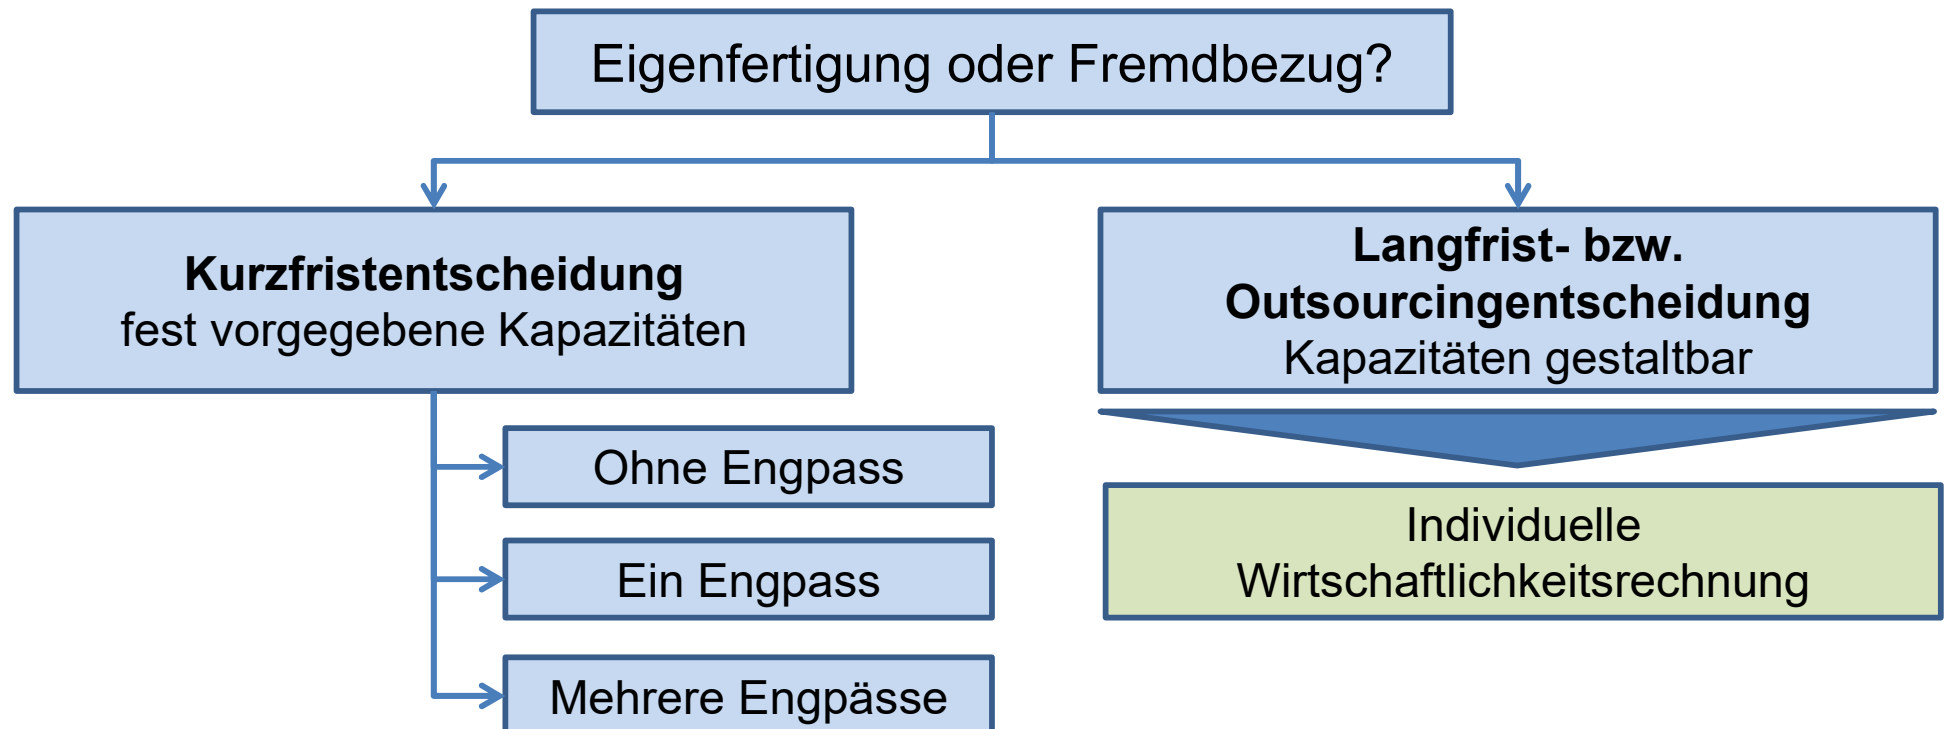 Eigenfertigung oder Fremdbezug?
Kurzfristentscheidung
fest vorgegebene Kapazitäten
Langfrist- bzw.
Outsourcingentscheidung
Kapazitäten gestaltbar
Ohne Engpass
Ein Engpass
Mehrere Engpässe
Individuelle
Wirtschaftlichkeitsrechnung